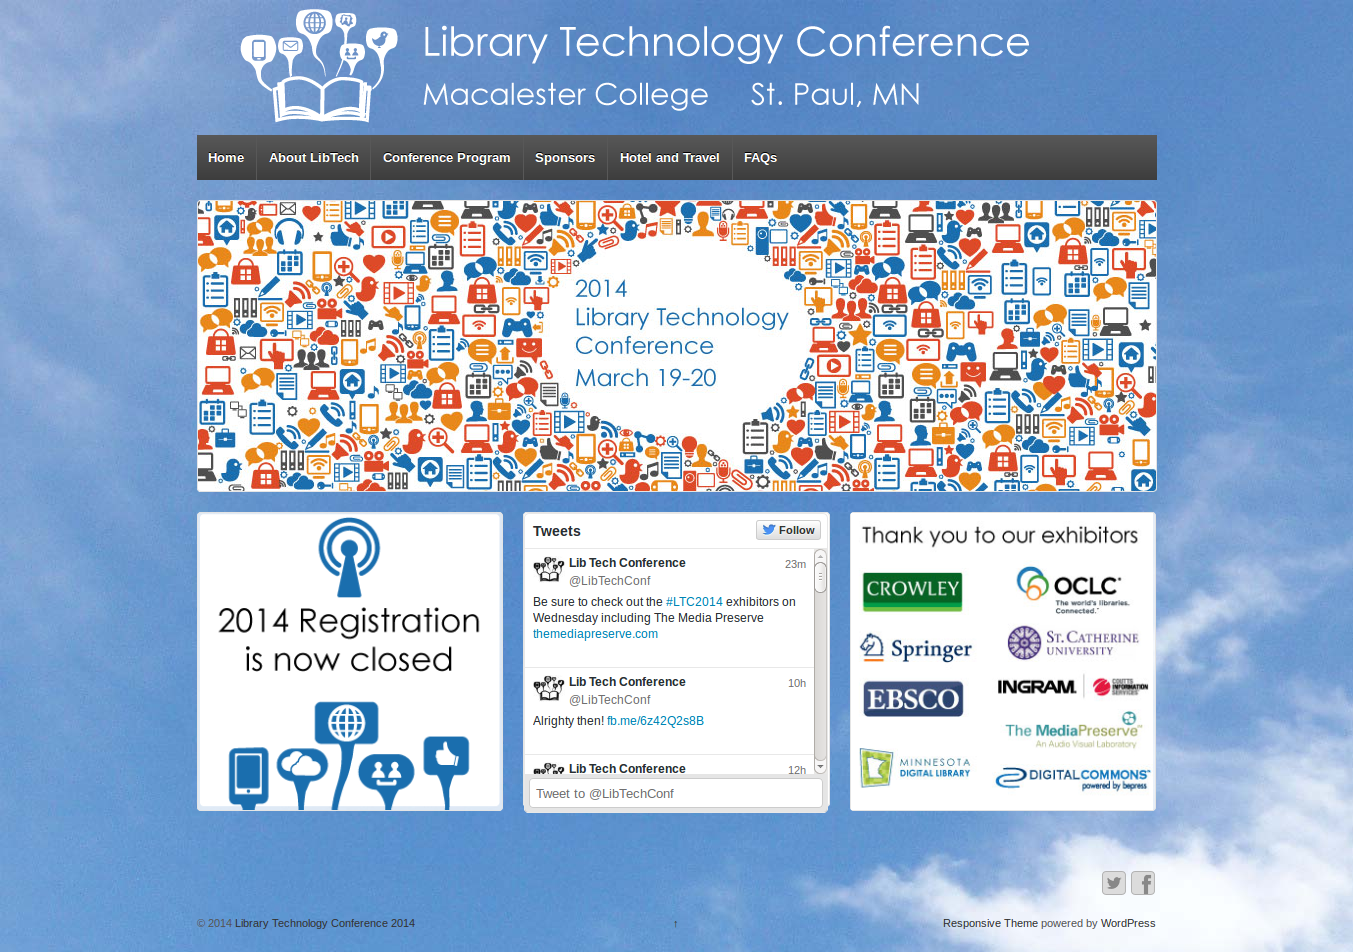 Library Technology Conference
Macalester College St. Paul, MN
Home About LibTech Conference Program Sponsors Hotel and Travel FAQs
2014
Library Technology
Conference
March 19-20
2014 Registration
is now closed
Tweets
Follow
Lib Tech Conference 23m
@LibTechConf
Be sure to check out the #LTC2014 exhibitors on
Wednesday including The Media Preserve
themediapreserve.com
Lib Tech Conference 10h
@LibTechConf
Alrighty then! fb.me/6z42Q2s8B
Lib Tech Conference 12h
Tweet to @LibTechConf
Thank you to our exhibitors
CROWLEY
OCLC
The world's libraries.
Connected.™
Springer
ST. CATHERINE
UNIVERSITY
EBSCO
INGRAM
COUTTS INFORMATION
SERVICES
The MediaPreserve
An Audio Visual Laboratory
MINNESOTA
DIGITAL LIBRARY
DIGITALCOMMONS
powered by bepress
© 2014 Library Technology Conference 2014 ↑ Responsive Theme powered by WordPress